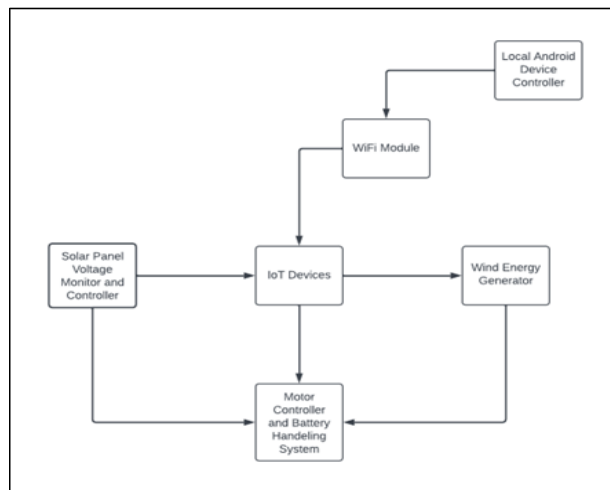 Local Android
Device
Controller
WiFi Module
Solar Panel
Voltage
Monitor and
Controller
IoT Devices
Wind Energy
Generator
Motor
Controller
and Battery
Handeling
System